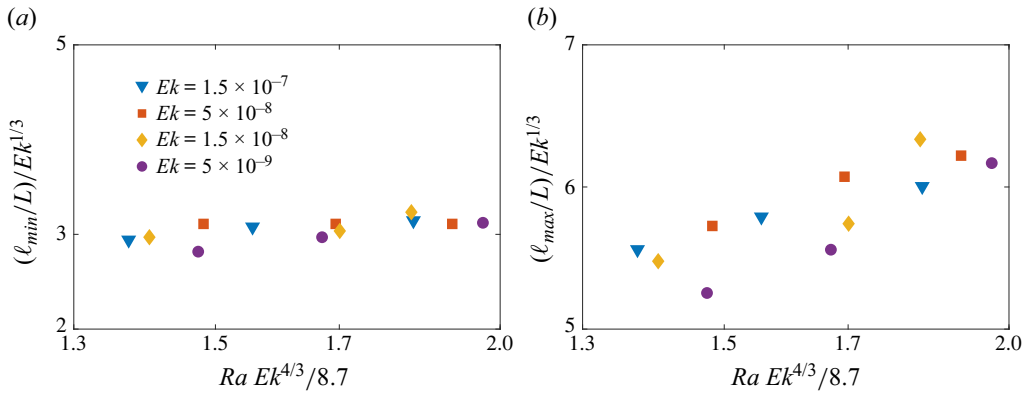 (a)
5
3
2
1.3
1.5
1.7
2.0
(ℓmin/L)/Ek^1/3
Ra Ek^4/3/8.7
Ek = 1.5 × 10^–7
Ek = 5 × 10^–8
Ek = 1.5 × 10^–8
Ek = 5 × 10^–9
(b)
7
6
5
1.3
1.5
1.7
2.0
(ℓmax/L)/Ek^1/3
Ra Ek^4/3/8.7